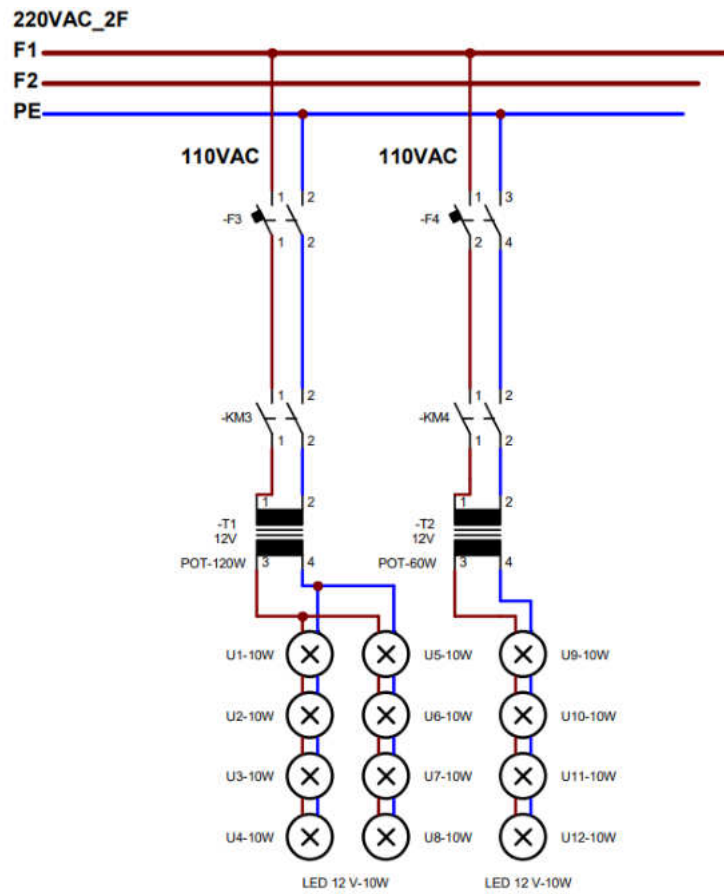 220VAC_2F
F1
F2
PE
110VAC 110VAC
1 2 1 3
-F3 -F4
1 2 2 4
1 2 1 2
-KM3 -KM4
1 2 1 2
1 2 1 2
-T1 -T2
12V 12V
POT-120W 3 4 POT-60W 3 4
U1-10W U5-10W U9-10W
U2-10W U6-10W U10-10W
U3-10W U7-10W U11-10W
U4-10W U8-10W U12-10W
LED 12 V-10W LED 12 V-10W